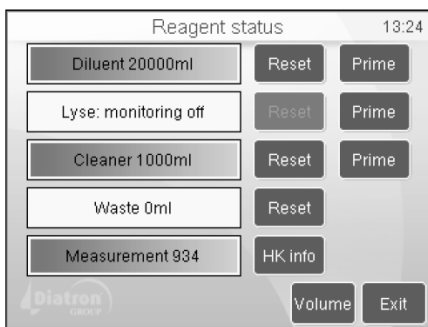 Reagent status 13:24
Diluent 20000ml Reset Prime
Lyse: monitoring off Reset Prime
Cleaner 1000ml Reset Prime
Waste 0ml Reset
Measurement 934 HK info
Diatron GROUP Volume Exit